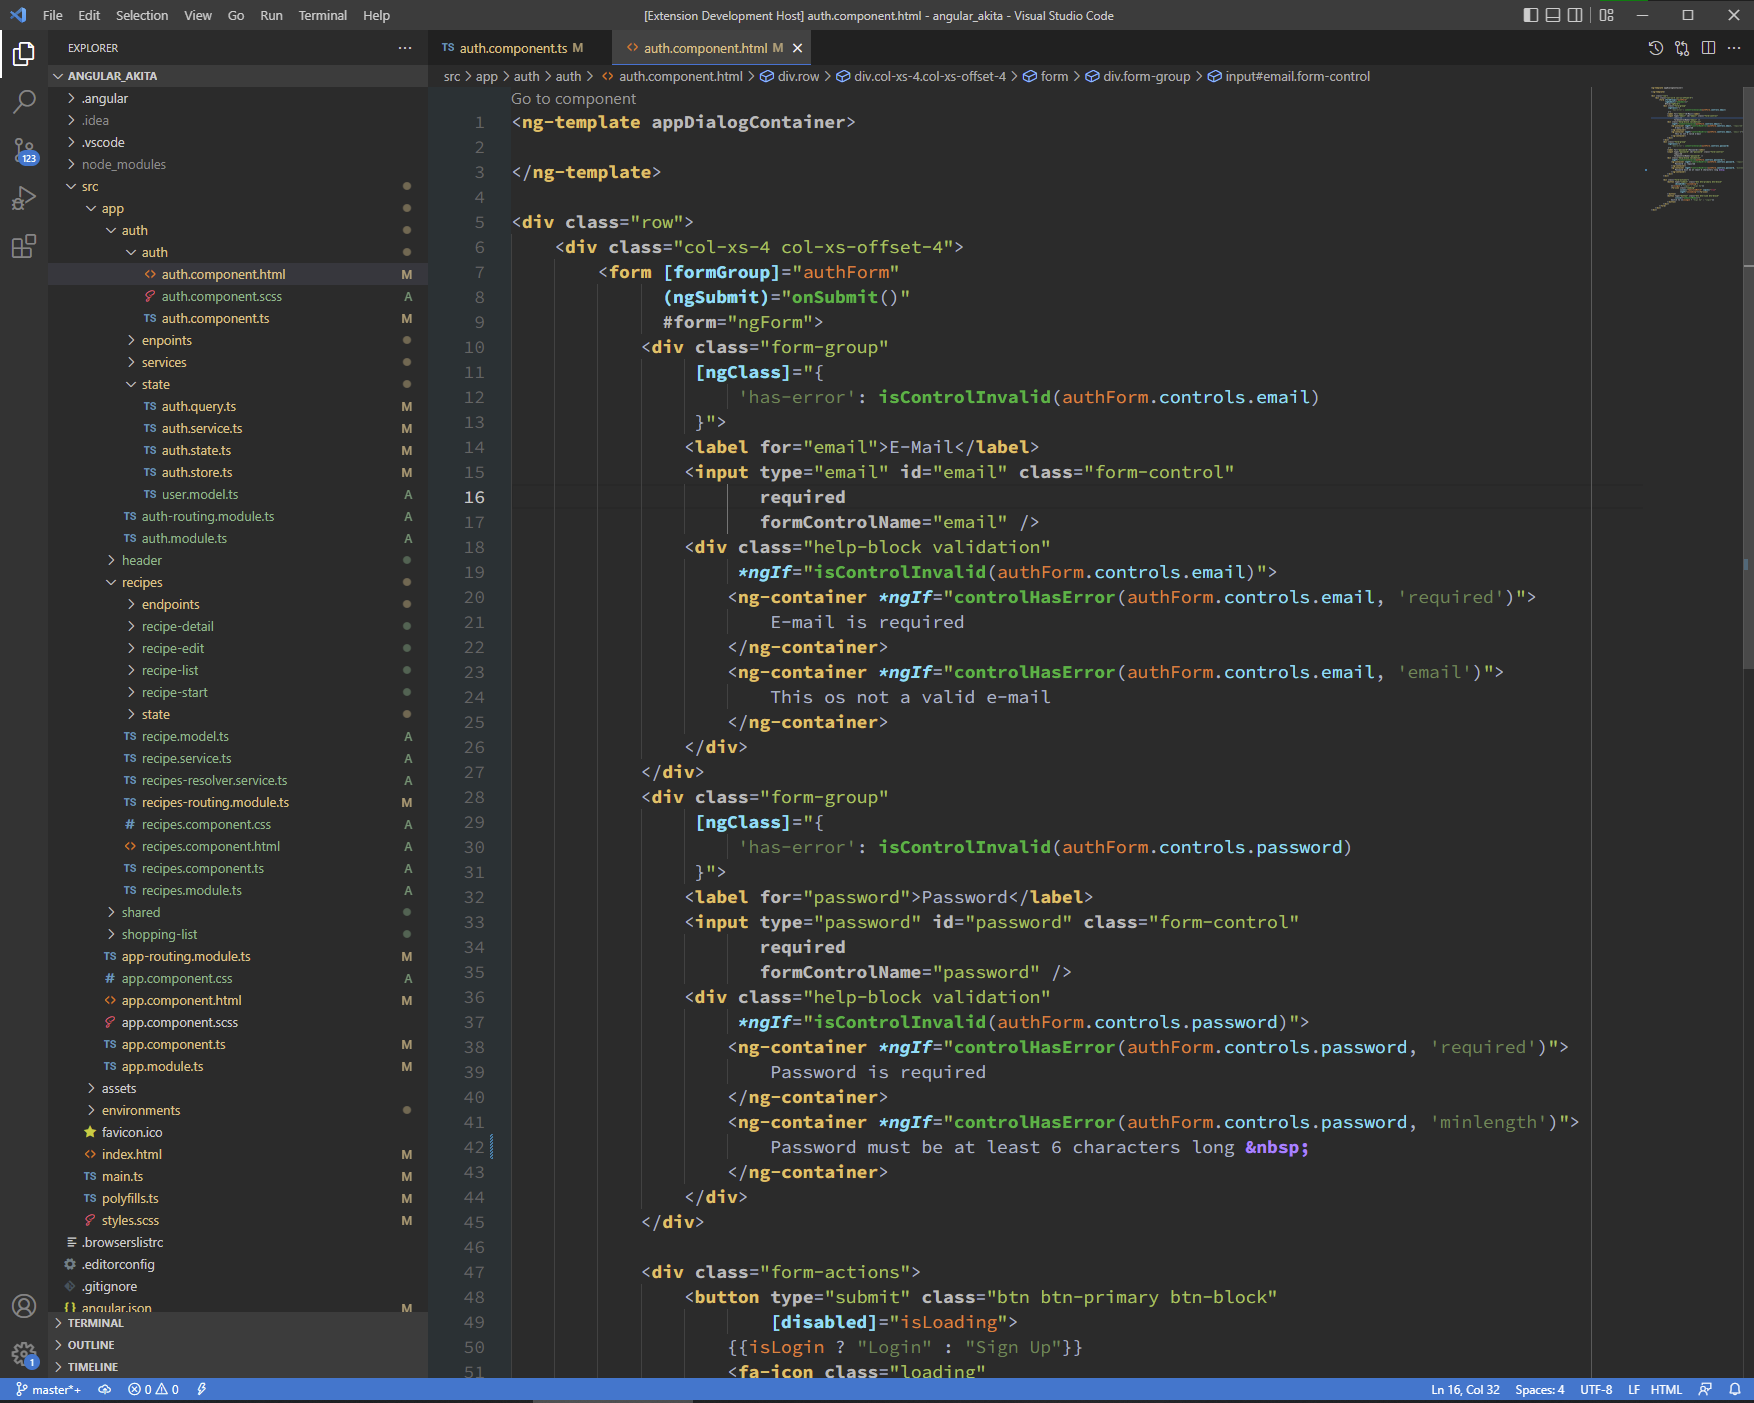 File Edit Selection View Go Run Terminal Help
[Extension Development Host] auth.component.html - angular_akita - Visual Studio Code
EXPLORER
ANGULAR_AKITA
.angular
.idea
.vscode
node_modules
src
app
auth
auth
auth.component.html M
auth.component.scss A
TS auth.component.ts M
enpoints
services
state
TS auth.query.ts M
TS auth.service.ts M
TS auth.state.ts M
TS auth.store.ts M
TS user.model.ts A
TS auth-routing.module.ts A
TS auth.module.ts A
header
recipes
endpoints
recipe-detail
recipe-edit
recipe-list
recipe-start
state
TS recipe.model.ts A
TS recipe.service.ts A
TS recipes-resolver.service.ts A
TS recipes-routing.module.ts M
# recipes.component.css A
recipes.component.html A
TS recipes.component.ts A
TS recipes.module.ts A
shared
shopping-list
TS app-routing.module.ts M
# app.component.css A
app.component.html M
app.component.scss
TS app.component.ts M
TS app.module.ts M
assets
environments
favicon.ico
index.html M
TS main.ts M
TS polyfills.ts M
styles.scss M
.browserslistrc
.editorconfig
.gitignore
{} angular.json M
TERMINAL
OUTLINE
TIMELINE
123
1
TS auth.component.ts M
<> auth.component.html M
src > app > auth > auth > <> auth.component.html > div.row > div.col-xs-4.col-xs-offset-4 > form > div.form-group > input#email.form-control
Go to component
1 <ng-template appDialogContainer>
2
3 </ng-template>
4
5 <div class="row">
6 <div class="col-xs-4 col-xs-offset-4">
7 <form [formGroup]="authForm"
8 (ngSubmit)="onSubmit()"
9 #form="ngForm">
10 <div class="form-group"
11 [ngClass]="{
12 'has-error': isControlInvalid(authForm.controls.email)
13 }">
14 <label for="email">E-Mail</label>
15 <input type="email" id="email" class="form-control"
16 required
17 formControlName="email" />
18 <div class="help-block validation"
19 *ngIf="isControlInvalid(authForm.controls.email)">
20 <ng-container *ngIf="controlHasError(authForm.controls.email, 'required')">
21 E-mail is required
22 </ng-container>
23 <ng-container *ngIf="controlHasError(authForm.controls.email, 'email')">
24 This os not a valid e-mail
25 </ng-container>
26 </div>
27 </div>
28 <div class="form-group"
29 [ngClass]="{
30 'has-error': isControlInvalid(authForm.controls.password)
31 }">
32 <label for="password">Password</label>
33 <input type="password" id="password" class="form-control"
34 required
35 formControlName="password" />
36 <div class="help-block validation"
37 *ngIf="isControlInvalid(authForm.controls.password)">
38 <ng-container *ngIf="controlHasError(authForm.controls.password, 'required')">
39 Password is required
40 </ng-container>
41 <ng-container *ngIf="controlHasError(authForm.controls.password, 'minlength')">
42 Password must be at least 6 characters long &nbsp;
43 </ng-container>
44 </div>
45 </div>
46
47 <div class="form-actions">
48 <button type="submit" class="btn btn-primary btn-block"
49 [disabled]="isLoading">
50 {{isLogin ? "Login" : "Sign Up"}}
51 <fa-icon class="loading"
master*+ 0 0 Ln 16, Col 32 Spaces: 4 UTF-8 LF HTML